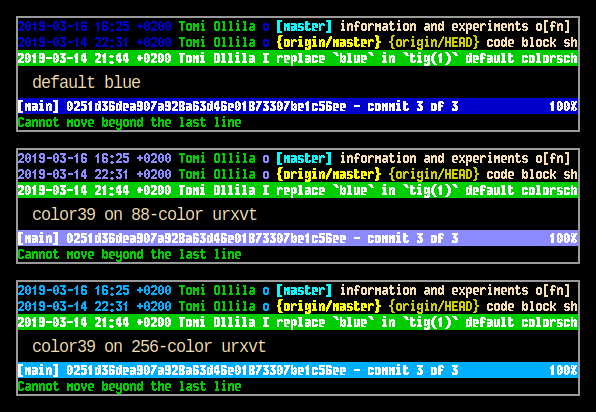 2019-03-16 16:25 +0200 Tomi Ollila o [master] information and experiments o[fn]
2019-03-14 22:31 +0200 Tomi Ollila o {origin/master} {origin/HEAD} code block sh
2019-03-14 21:44 +0200 Tomi Ollila I replace `blue` in `tig(1)` default colorsch
default blue
[main] 0251d36dea907a928a63d46e01873307be1c56ee - commit 3 of 3 100%
Cannot move beyond the last line
2019-03-16 16:25 +0200 Tomi Ollila o [master] information and experiments o[fn]
2019-03-14 22:31 +0200 Tomi Ollila o {origin/master} {origin/HEAD} code block sh
2019-03-14 21:44 +0200 Tomi Ollila I replace `blue` in `tig(1)` default colorsch
color39 on 88-color urxvt
[main] 0251d36dea907a928a63d46e01873307be1c56ee - commit 3 of 3 100%
Cannot move beyond the last line
2019-03-16 16:25 +0200 Tomi Ollila o [master] information and experiments o[fn]
2019-03-14 22:31 +0200 Tomi Ollila o {origin/master} {origin/HEAD} code block sh
2019-03-14 21:44 +0200 Tomi Ollila I replace `blue` in `tig(1)` default colorsch
color39 on 256-color urxvt
[main] 0251d36dea907a928a63d46e01873307be1c56ee - commit 3 of 3 100%
Cannot move beyond the last line